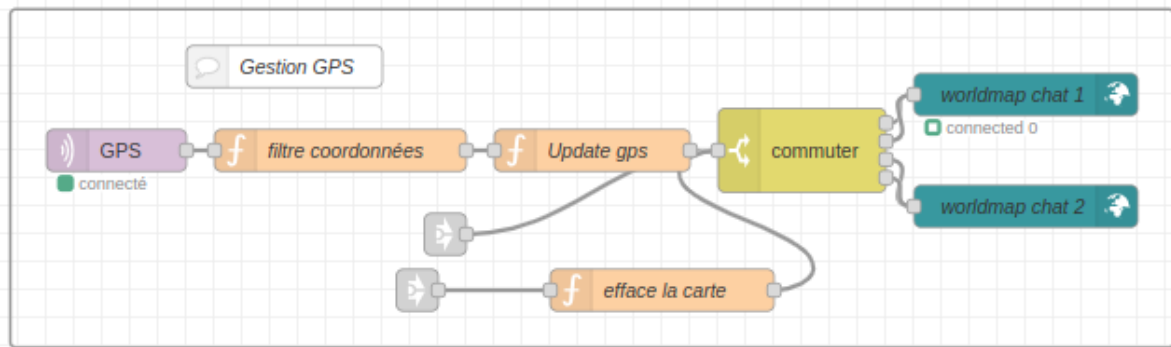 Gestion GPS
GPS
connecté
filtre coordonnées
Update gps
commuter
worldmap chat 1
connected 0
worldmap chat 2
efface la carte